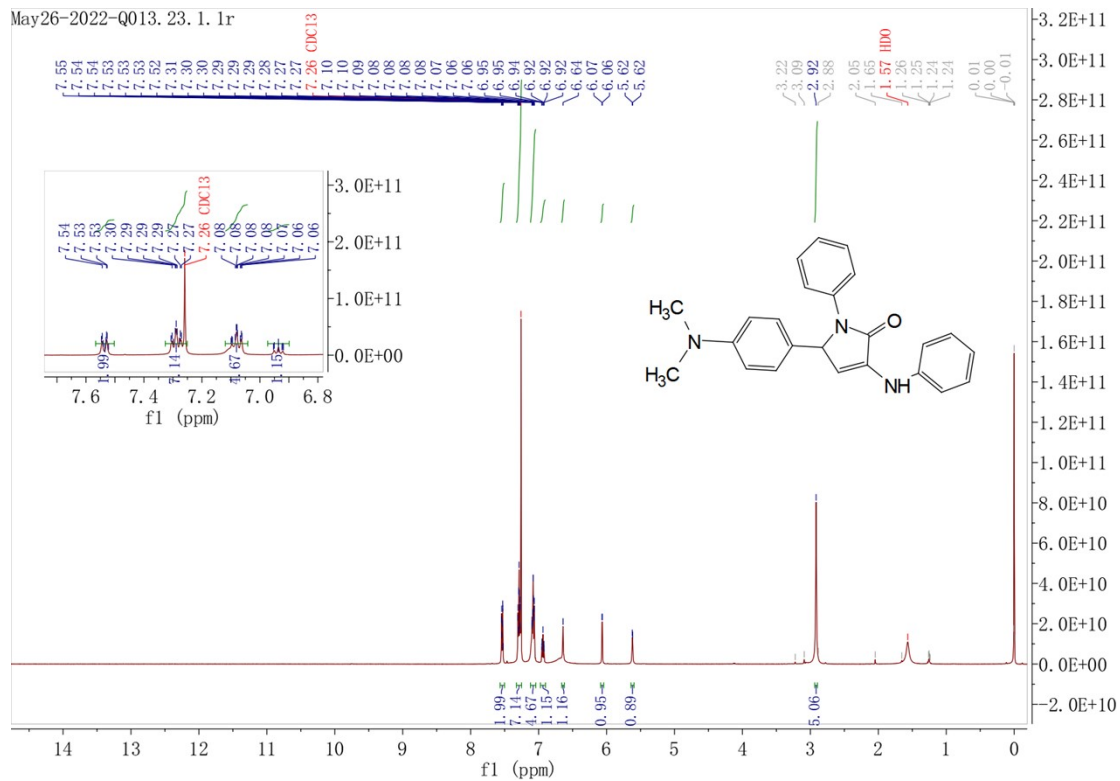 May26-2022-Q013.23.1.1r
7.55
7.54
7.54
7.53
7.53
7.53
7.52
7.31
7.30
7.30
7.29
7.29
7.29
7.28
7.27
7.27
7.26 CDCl3
7.10
7.10
7.09
7.08
7.08
7.08
7.08
7.07
7.06
7.06
6.95
6.95
6.94
6.92
6.92
6.92
6.64
6.07
6.06
5.62
5.62
3.22
3.09
2.92
2.88
2.05
1.65
1.57 HDO
1.26
1.25
1.24
1.24
0.01
0.00
-0.01
3.2E+11
3.0E+11
2.8E+11
2.6E+11
2.4E+11
2.2E+11
2.0E+11
1.8E+11
1.6E+11
1.4E+11
1.2E+11
1.0E+11
8.0E+10
6.0E+10
4.0E+10
2.0E+10
0.0E+00
-2.0E+10
7.54
7.53
7.53
7.30
7.29
7.29
7.29
7.27
7.27
7.26 CDCl3
7.08
7.08
7.08
7.08
7.07
7.06
7.06
3.0E+11
2.0E+11
1.0E+11
0.0E+00
1.99
7.14
4.67
1.15
7.6 7.4 7.2 7.0 6.8
f1 (ppm)
H3C
N
H3C
N
O
NH
1.99
7.14
4.67
1.15
1.16
0.95
0.89
5.06
14 13 12 11 10 9 8 7 6 5 4 3 2 1 0
f1 (ppm)